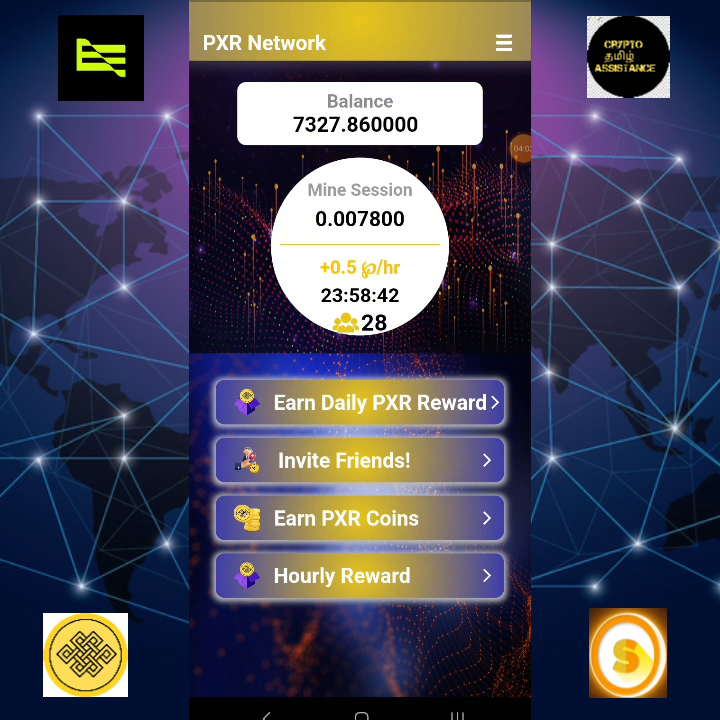 PXR Network
CRYPTO
தமிழ்
ASSISTANCE
Balance
7327.860000
Mine Session
0.007800
+0.5 ℘/hr
23:58:42
28
Earn Daily PXR Reward
Invite Friends!
Earn PXR Coins
Hourly Reward
S